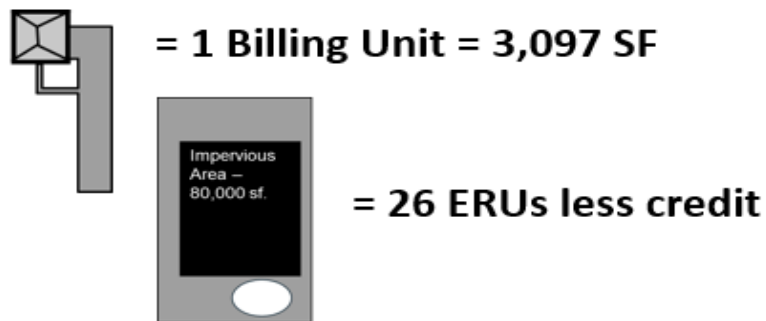 = 1 Billing Unit = 3,097 SF
Impervious
Area –
80,000 sf.
= 26 ERUs less credit